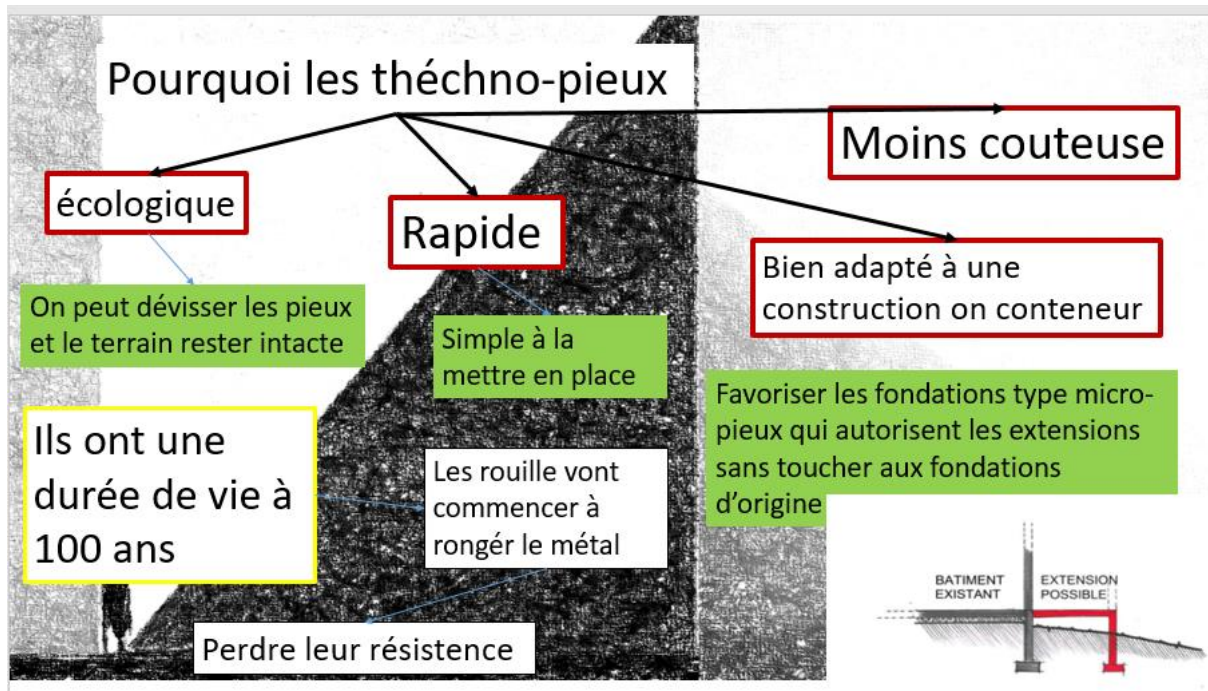 Pourquoi les théchno-pieux
Moins couteuse
écologique
Rapide
Bien adapté à une
construction on conteneur
On peut dévisser les pieux
et le terrain rester intacte
Simple à la
mettre en place
Favoriser les fondations type micro-
pieux qui autorisent les extensions
sans toucher aux fondations
d'origine
Ils ont une
durée de vie à
100 ans
Les rouille vont
commencer à
rongér le métal
Perdre leur résistence
BATIMENT
EXISTANT
EXTENSION
POSSIBLE